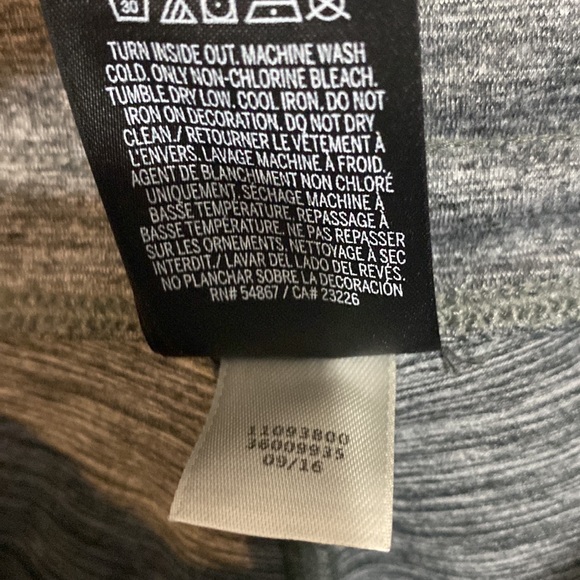 30
TURN INSIDE OUT. MACHINE WASH
COLD. ONLY NON-CHLORINE BLEACH.
TUMBLE DRY LOW. COOL IRON. DO NOT
IRON ON DECORATION. DO NOT DRY
CLEAN./ RETOURNER LE VÊTEMENT À
L'ENVERS. LAVAGE MACHINE À FROID.
AGENT DE BLANCHIMENT NON CHLORÉ
UNIQUEMENT. SÉCHAGE MACHINE À
BASSE TEMPÉRATURE. REPASSAGE À
BASSE TEMPÉRATURE. NE PAS REPASSER
SUR LES ORNEMENTS. NETTOYAGE À SEC
INTERDIT./ LAVAR DEL LADO DEL REVÉS.
NO PLANCHAR SOBRE LA DECORACIÓN
RN# 54867 / CA# 23226
11093800
36009935
09/16